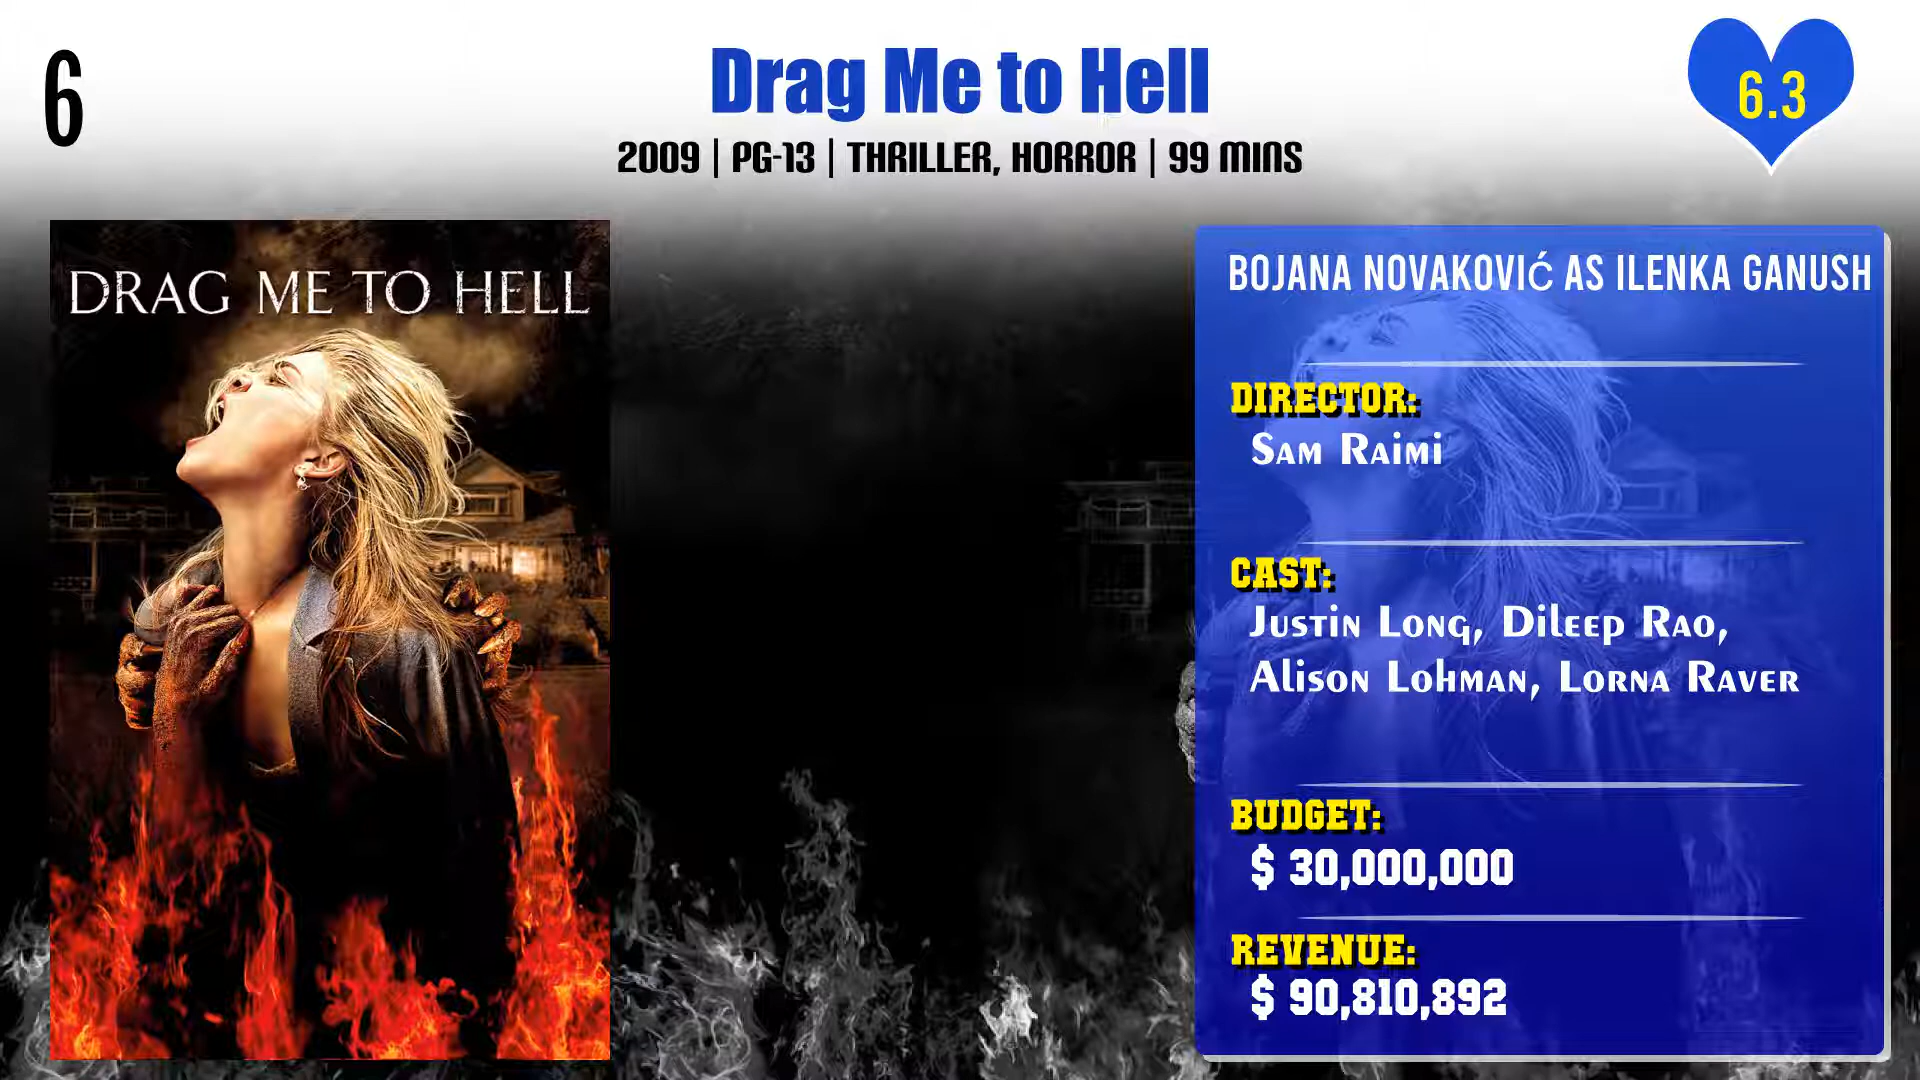 6
Drag Me to Hell
6.3
2009 | PG-13 | THRILLER, HORROR | 99 MINS
DRAG ME TO HELL
BOJANA NOVAKOVIĆ AS ILENKA GANUSH
DIRECTOR:
Sam Raimi
CAST:
Justin Long, Dileep Rao,
Alison Lohman, Lorna Raver
BUDGET:
$ 30,000,000
REVENUE:
$ 90,810,892